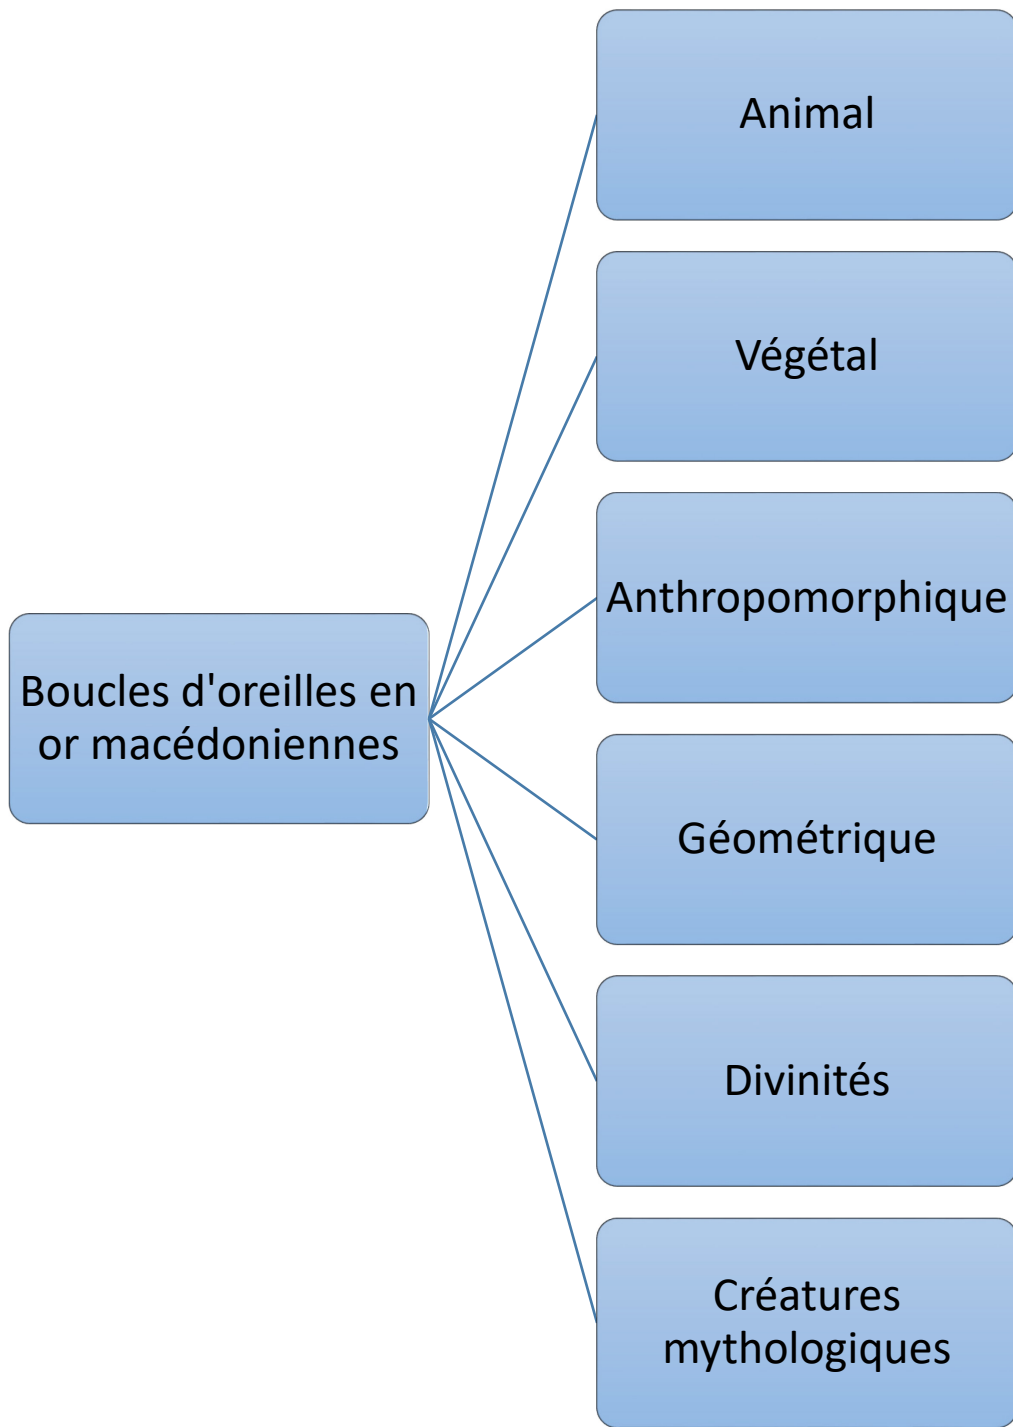 Animal
Végétal
Anthropomorphique
Boucles d'oreilles en
or macédoniennes
Géométrique
Divinités
Créatures
mythologiques